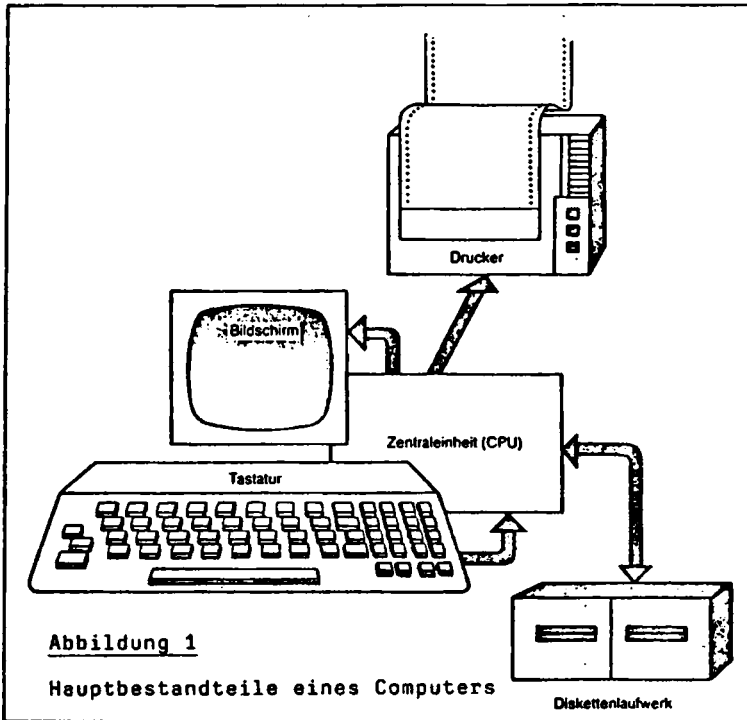 Drucker
Bildschirm
Zentraleinheit (CPU)
Tastatur
Abbildung 1
Hauptbestandteile eines Computers
Diskettenlaufwerk